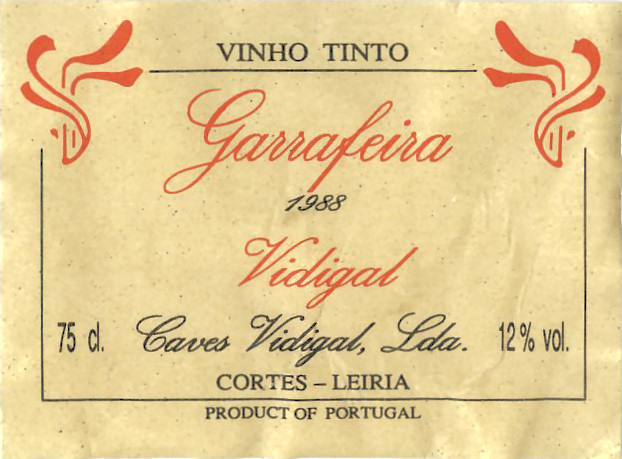 VINHO TINTO
Garrafeira
1988
Vidigal
75 cl. Caves Vidigal, Lda. 12% vol.
CORTES – LEIRIA
PRODUCT OF PORTUGAL